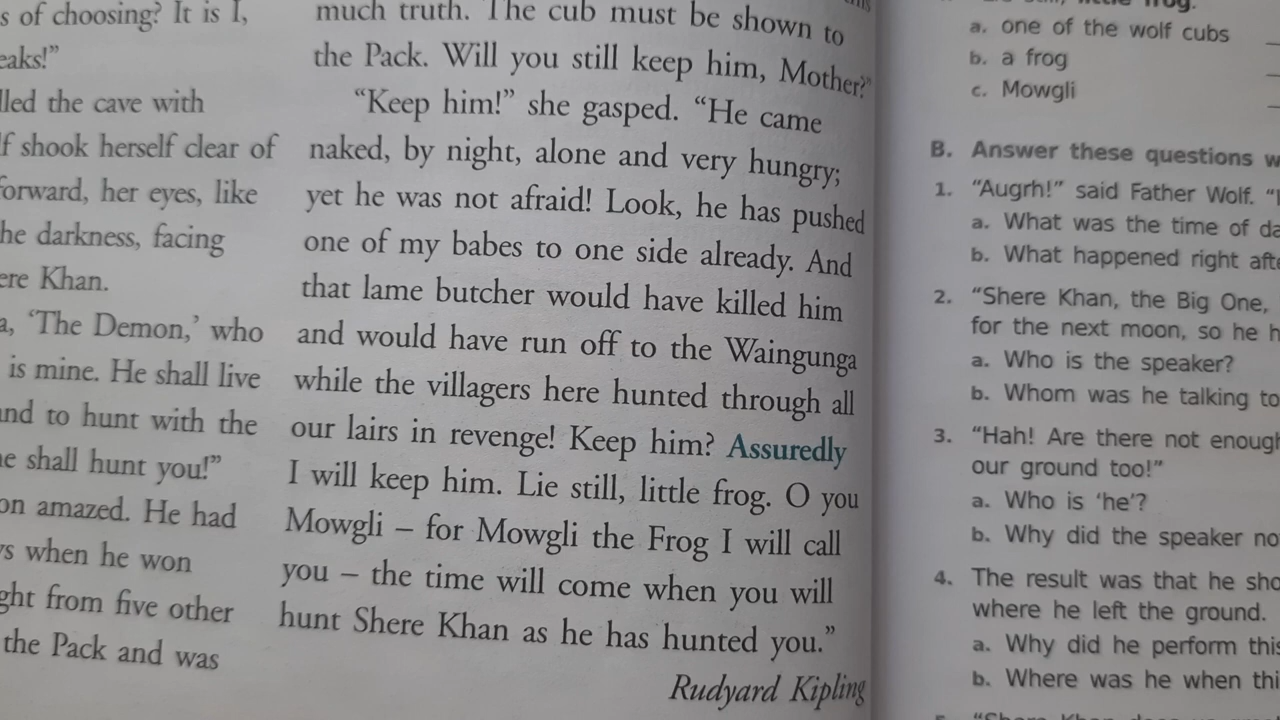 s of choosing? It is I,
eaks!”
lled the cave with
lf shook herself clear of
forward, her eyes, like
he darkness, facing
ere Khan.
a, ‘The Demon,’ who
is mine. He shall live
and to hunt with the
he shall hunt you!”
on amazed. He had
ys when he won
ght from five other
the Pack and was
much truth. The cub must be shown to
the Pack. Will you still keep him, Mother?”
“Keep him!” she gasped. “He came
naked, by night, alone and very hungry;
yet he was not afraid! Look, he has pushed
one of my babes to one side already. And
that lame butcher would have killed him
and would have run off to the Waingunga
while the villagers here hunted through all
our lairs in revenge! Keep him? Assuredly
I will keep him. Lie still, little frog. O you
Mowgli – for Mowgli the Frog I will call
you – the time will come when you will
hunt Shere Khan as he has hunted you.”
Rudyard Kipling
little frog.
a. one of the wolf cubs
b. a frog
c. Mowgli
B. Answer these questions w
1. “Augrh!” said Father Wolf. “
a. What was the time of da
b. What happened right afte
2. “Shere Khan, the Big One,
for the next moon, so he h
a. Who is the speaker?
b. Whom was he talking to
3. “Hah! Are there not enough
our ground too!”
a. Who is ‘he’?
b. Why did the speaker no
4. The result was that he sho
where he left the ground.
a. Why did he perform this
b. Where was he when thi